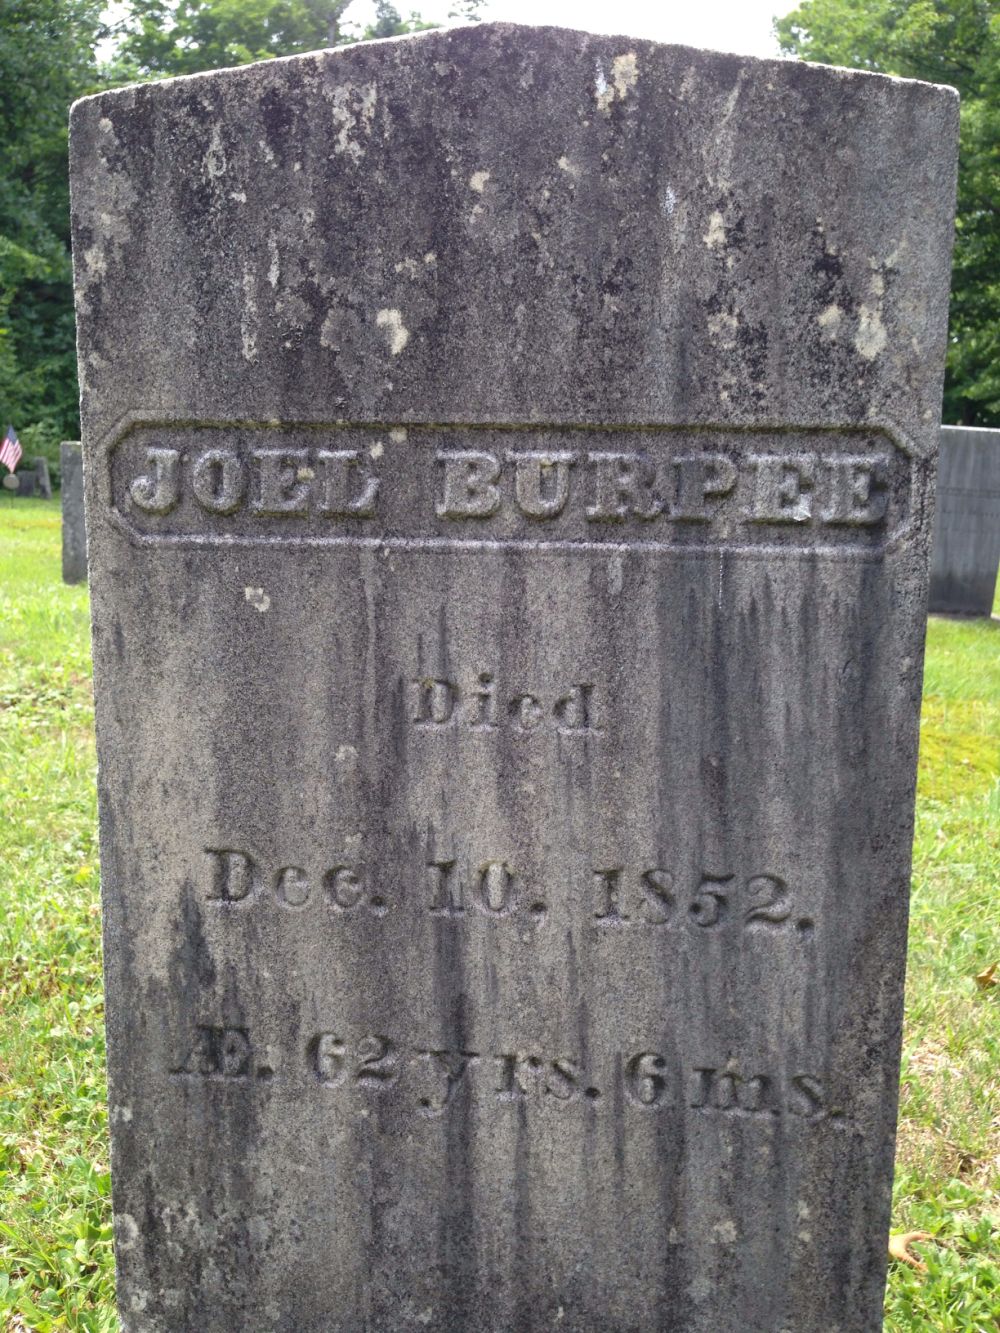 JOEL BURPEE
Died
Dec. 10, 1852.
Æ. 62 yrs. 6 ms.